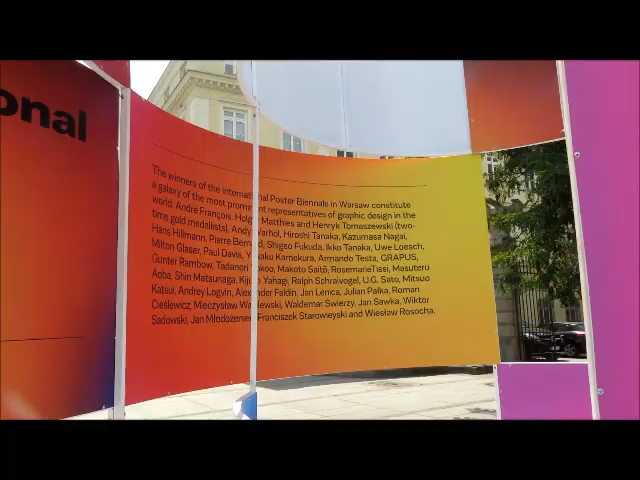 onal
The winners of the International Poster Biennale in Warsaw constitute
a galaxy of the most prominent representatives of graphic design in the
world: Andre François, Holger Matthies and Henryk Tomaszewski (two-
time gold medallists), Andy Warhol, Hiroshi Tanaka, Kazumasa Nagai,
Hans Hillmann, Pierre Bernard, Shigeo Fukuda, Ikko Tanaka, Uwe Loesch,
Milton Glaser, Paul Davis, Yusaku Kamekura, Armando Testa, GRAPUS,
Gunter Rambow, Tadanori Yokoo, Makoto Saitō, RosemarieTissi, Masuteru
Aoba, Shin Matsunaga, Kijuro Yahagi, Ralph Schraivogel, U.G. Sato, Mitsuo
Katsui, Andrey Logvin, Alexander Faldin, Jan Lenica, Julian Pałka, Roman
Cieślewicz, Mieczysław Wasilewski, Waldemar Świerzy, Jan Sawka, Wiktor
Sadowski, Jan Młodożeniec, Franciszek Starowieyski and Wiesław Rosocha.